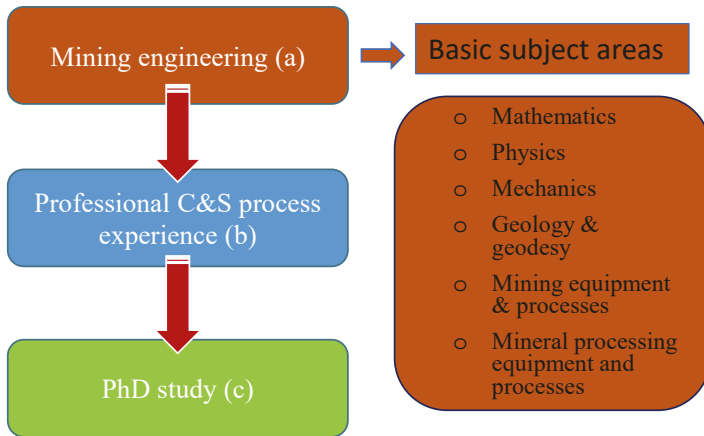 Mining engineering (a)
Basic subject areas
Professional C&S process
experience (b)
PhD study (c)
o Mathematics
o Physics
o Mechanics
o Geology &
geodesy
o Mining equipment
& processes
o Mineral processing
equipment and
processes